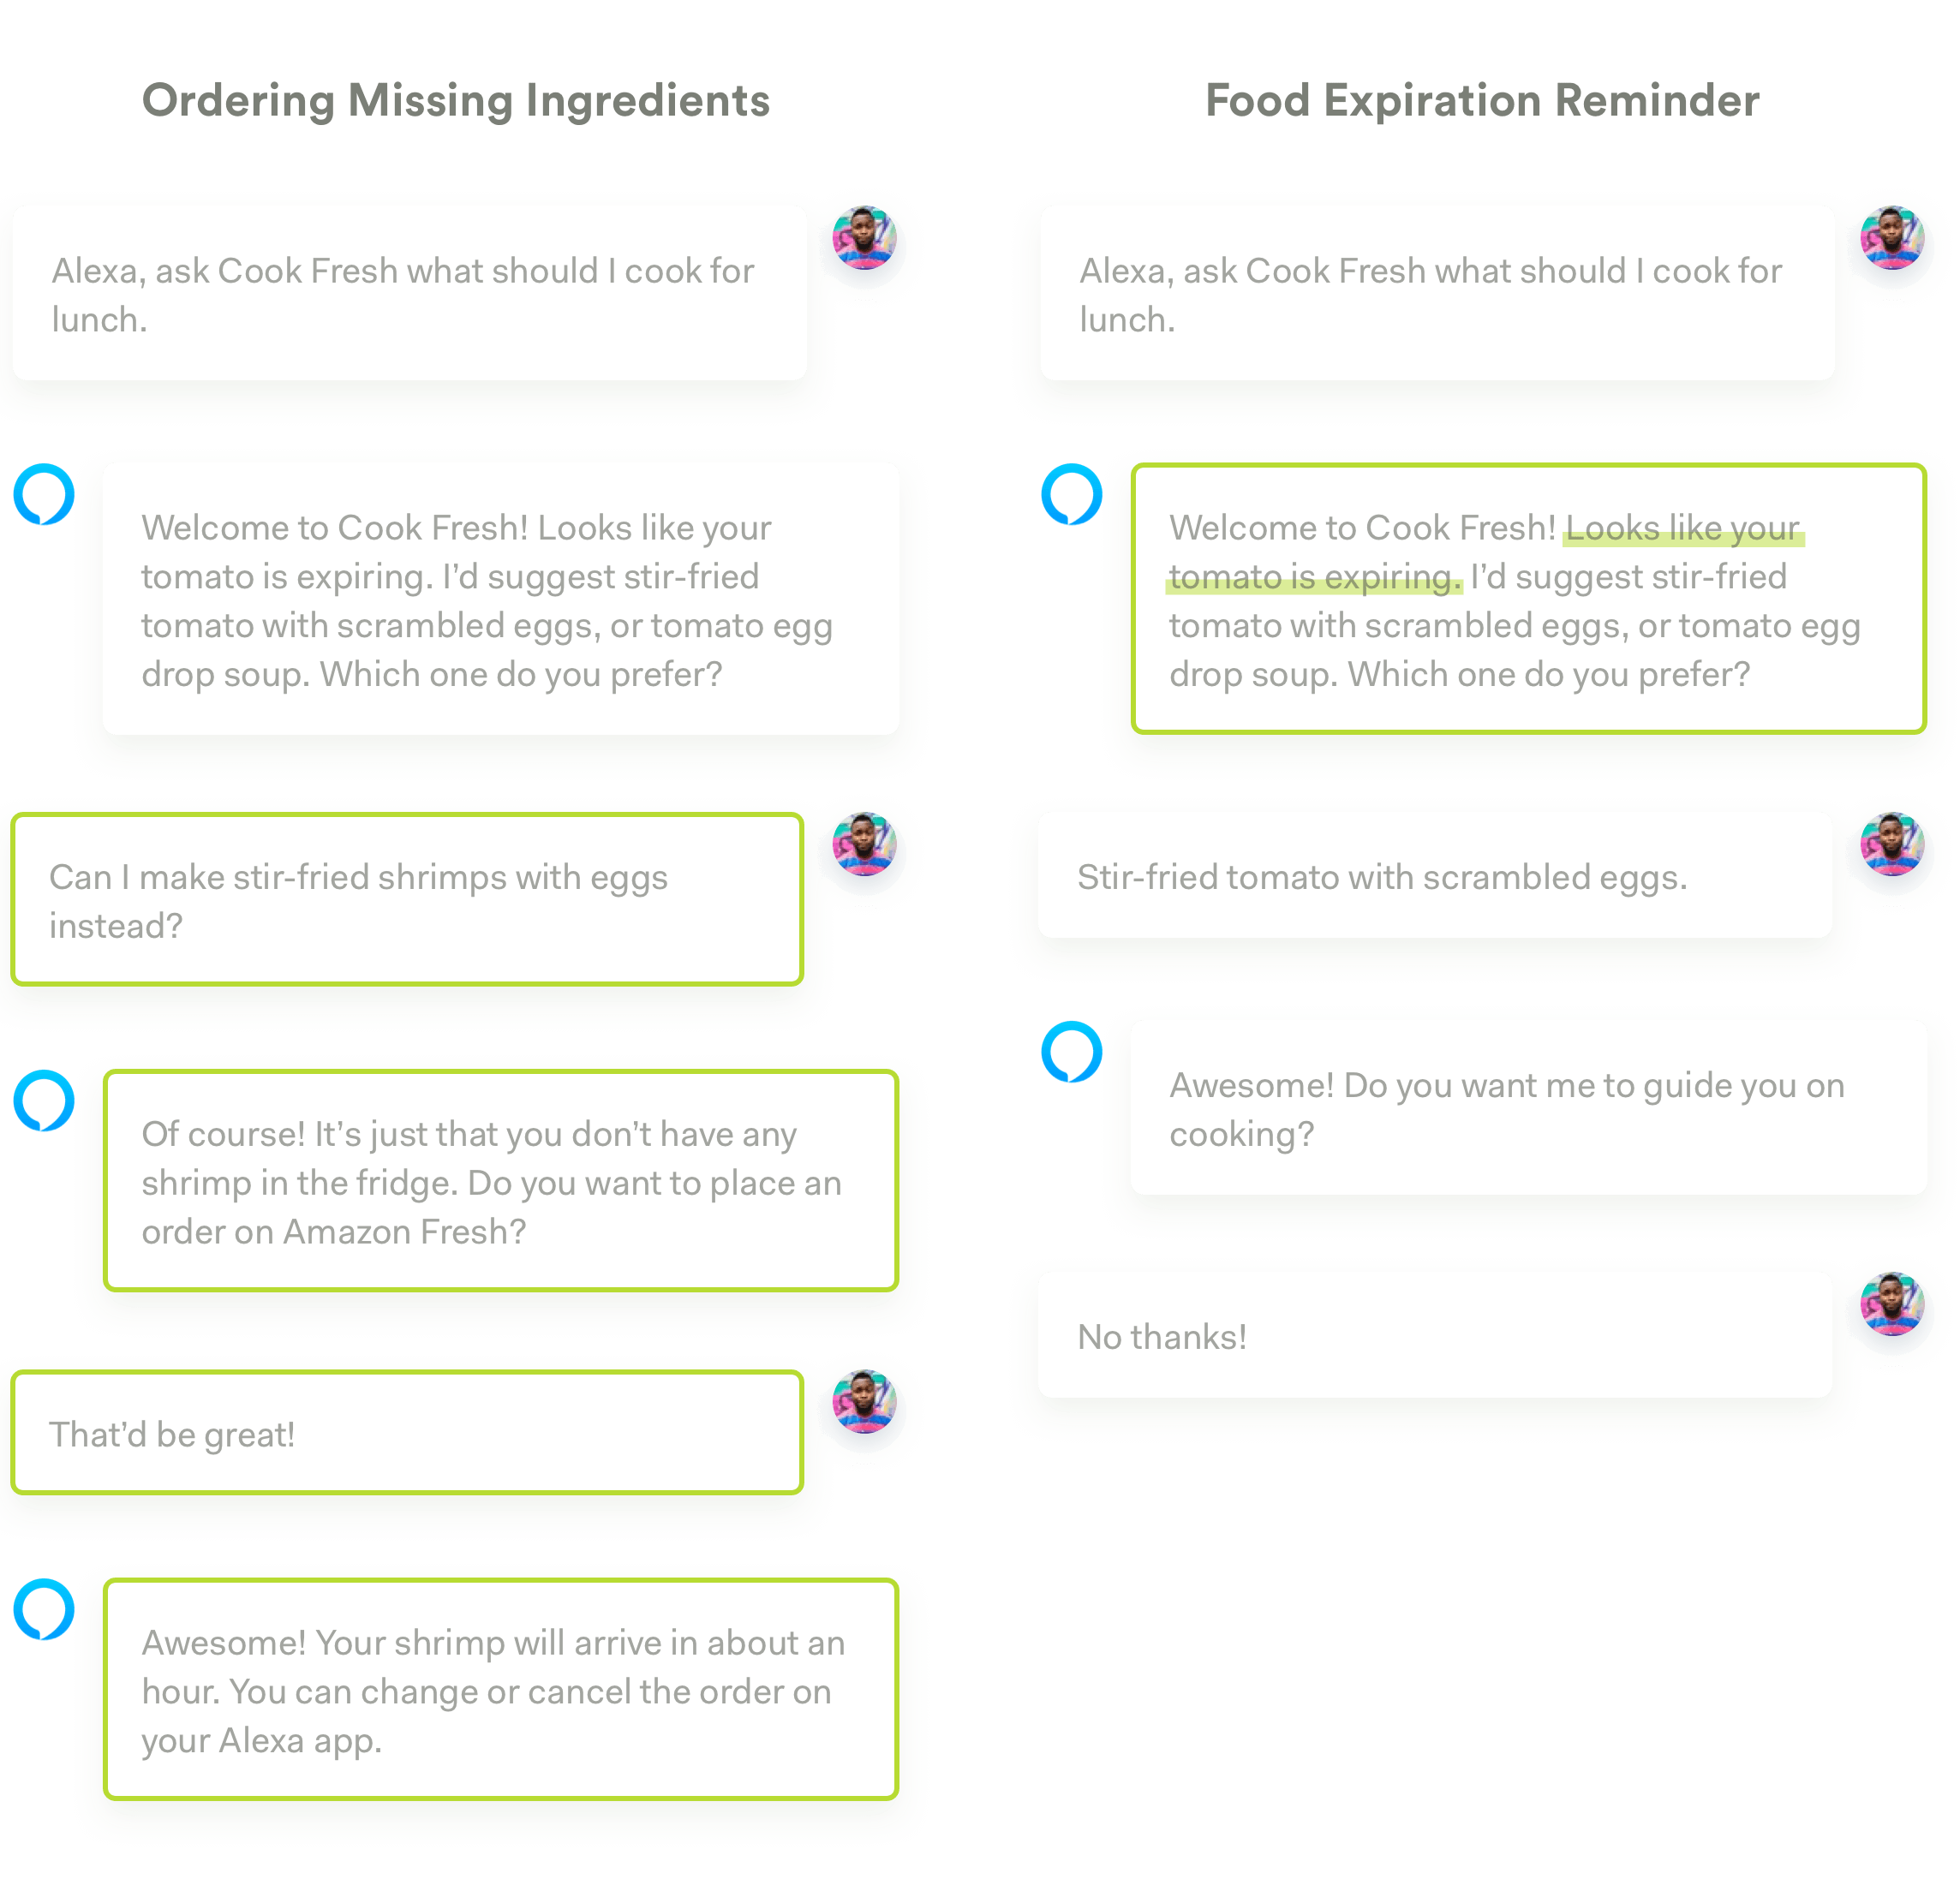 Ordering Missing Ingredients
Alexa, ask Cook Fresh what should I cook for
lunch.
Welcome to Cook Fresh! Looks like your
tomato is expiring. I’d suggest stir-fried
tomato with scrambled eggs, or tomato egg
drop soup. Which one do you prefer?
Can I make stir-fried shrimps with eggs
instead?
Of course! It’s just that you don’t have any
shrimp in the fridge. Do you want to place an
order on Amazon Fresh?
That’d be great!
Awesome! Your shrimp will arrive in about an
hour. You can change or cancel the order on
your Alexa app.
Food Expiration Reminder
Alexa, ask Cook Fresh what should I cook for
lunch.
Welcome to Cook Fresh! Looks like your
tomato is expiring. I’d suggest stir-fried
tomato with scrambled eggs, or tomato egg
drop soup. Which one do you prefer?
Stir-fried tomato with scrambled eggs.
Awesome! Do you want me to guide you on
cooking?
No thanks!